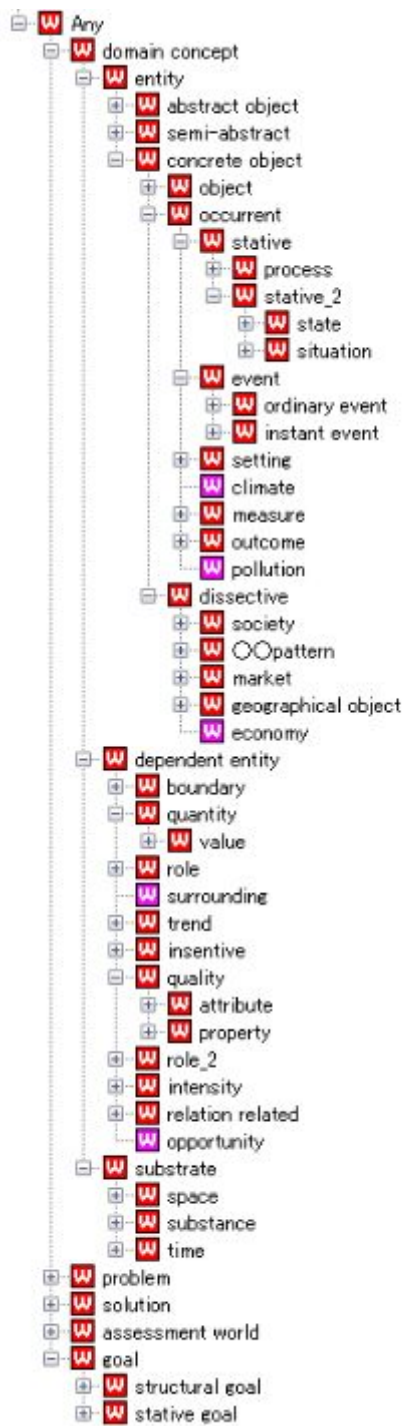 Any
domain concept
entity
abstract object
semi-abstract
concrete object
object
occurrent
stative
process
stative_2
state
situation
event
ordinary event
instant event
setting
climate
measure
outcome
pollution
dissective
society
○○pattern
market
geographical object
economy
dependent entity
boundary
quantity
value
role
surrounding
trend
insentive
quality
attribute
property
role_2
intensity
relation related
opportunity
substrate
space
substance
time
problem
solution
assessment world
goal
structural goal
stative goal